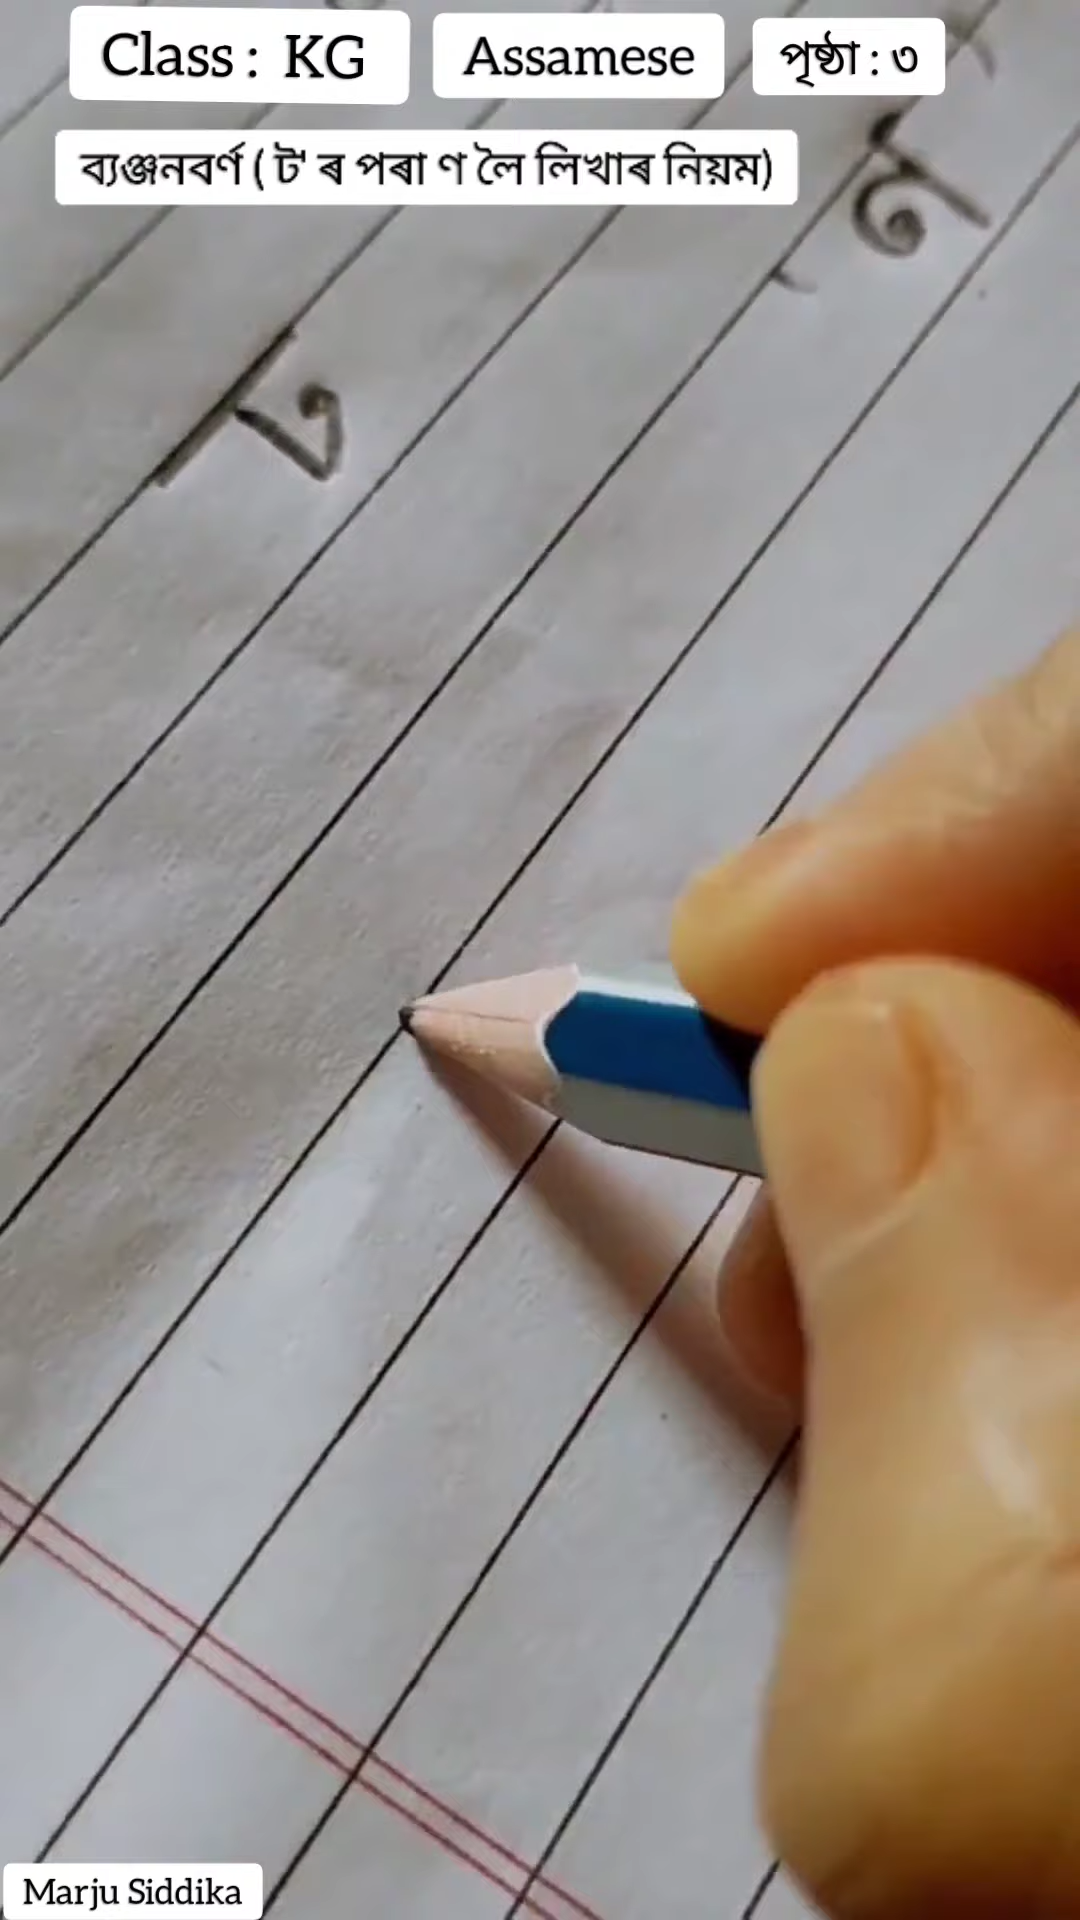 Class : KG
Assamese
পৃষ্ঠা : ৩
ব্যঞ্জনবৰ্ণ ( ট' ৰ পৰা ণ লৈ লিখাৰ নিয়ম)
Marju Siddika